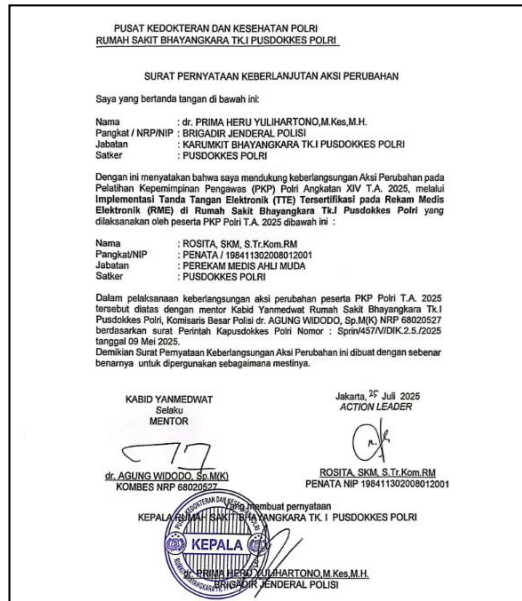 PUSAT KEDOKTERAN DAN KESEHATAN POLRI
RUMAH SAKIT BHAYANGKARA TK.I PUSDOKKES POLRI
SURAT PERNYATAAN KEBERLANJUTAN AKSI PERUBAHAN
Saya yang bertanda tangan di bawah ini:
Nama : dr. PRIMA HERU YULIHARTONO,M.Kes,M.H.
Pangkat / NRP/NIP : BRIGADIR JENDERAL POLISI
Jabatan : KARUMKIT BHAYANGKARA TK.I PUSDOKKES POLRI
Satker : PUSDOKKES POLRI
Dengan ini menyatakan bahwa saya mendukung keberlangsungan Aksi Perubahan pada
Pelatihan Kepemimpinan Pengawas (PKP) Polri Angkatan XIV T.A. 2025, melalui
Implementasi Tanda Tangan Elektronik (TTE) Tersertifikasi pada Rekam Medis
Elektronik (RME) di Rumah Sakit Bhayangkara Tk.I Pusdokkes Polri yang
dilaksanakan oleh peserta PKP Polri T.A. 2025 dibawah ini :
Nama : ROSITA, SKM, S.Tr.Kom.RM
Pangkat/NIP : PENATA / 198411302008012001
Jabatan : PEREKAM MEDIS AHLI MUDA
Satker : PUSDOKKES POLRI
Dalam pelaksanaan keberlangsungan aksi perubahan peserta PKP Polri T.A. 2025
tersebut diatas dengan mentor Kabid Yanmedwat Rumah Sakit Bhayangkara Tk.I
Pusdokkes Polri, Komisaris Besar Polisi dr. AGUNG WIDODO, Sp.M(K) NRP 68020527
berdasarkan surat Perintah Kapusdokkes Polri Nomor : Sprin/457/V/DIK.2.5./2025
tanggal 09 Mei 2025.
Demikian Surat Pernyataan Keberlangsungan Aksi Perubahan ini dibuat dengan sebenar
benarnya untuk dipergunakan sebagaimana mestinya.
KABID YANMEDWAT
Selaku
MENTOR
dr. AGUNG WIDODO, Sp.M(K)
KOMBES NRP 68020527
Jakarta, 25 Juli 2025
ACTION LEADER
ROSITA, SKM, S.Tr.Kom.RM
PENATA NIP 198411302008012001
Yang membuat pernyataan
KEPALA RUMAH SAKIT BHAYANGKARA TK. I PUSDOKKES POLRI
KEPALA
dr. PRIMA HERU YULIHARTONO,M.Kes,M.H.
BRIGADIR JENDERAL POLISI